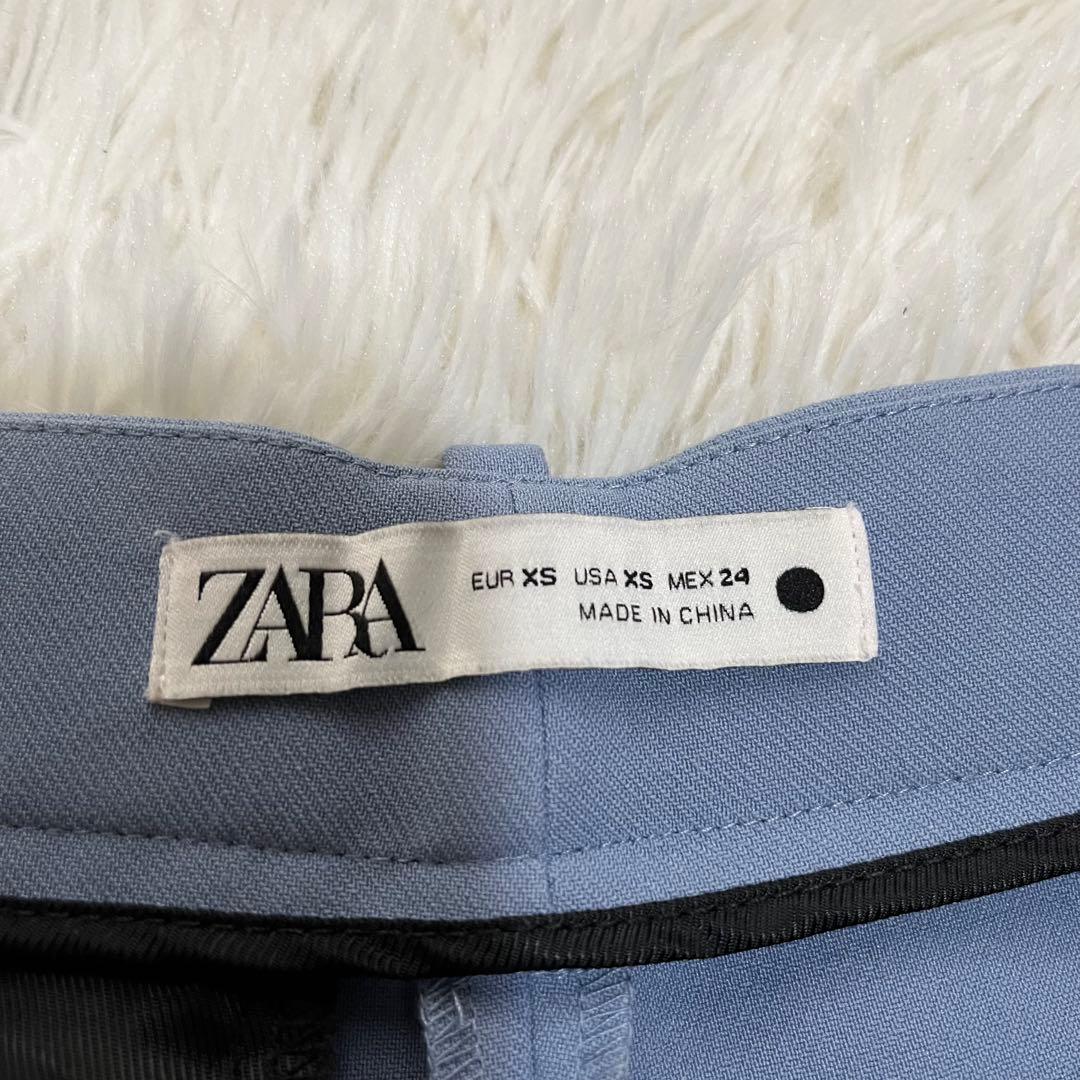 ZARA
EUR XS USA XS MEX 24
MADE IN CHINA